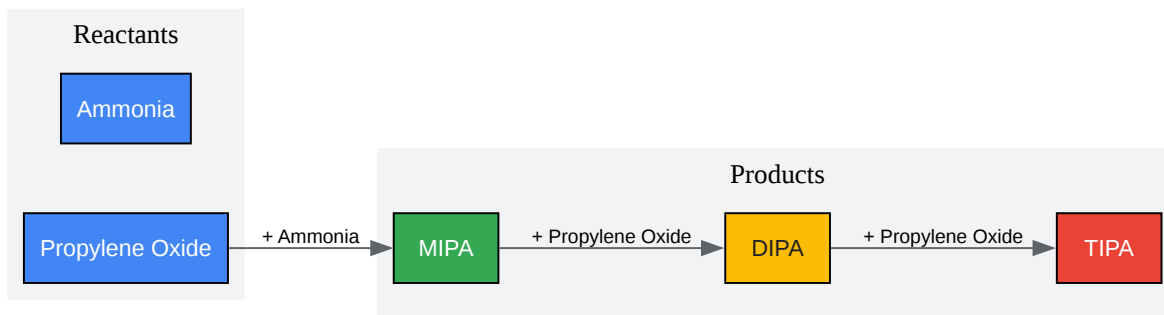 Reactants
Ammonia
Propylene Oxide
+ Ammonia
Products
MIPA
+ Propylene Oxide
DIPA
+ Propylene Oxide
TIPA